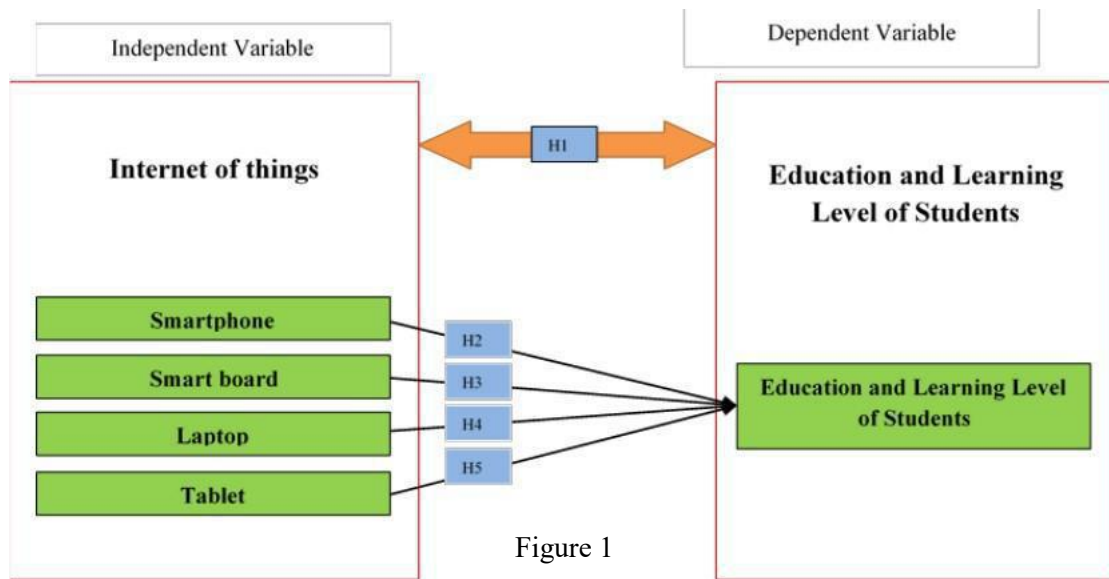 Independent Variable
Dependent Variable
H1
Internet of things
Education and Learning
Level of Students
Smartphone
H2
Smart board
H3
Laptop
H4
Tablet
H5
Education and Learning Level
of Students
Figure 1